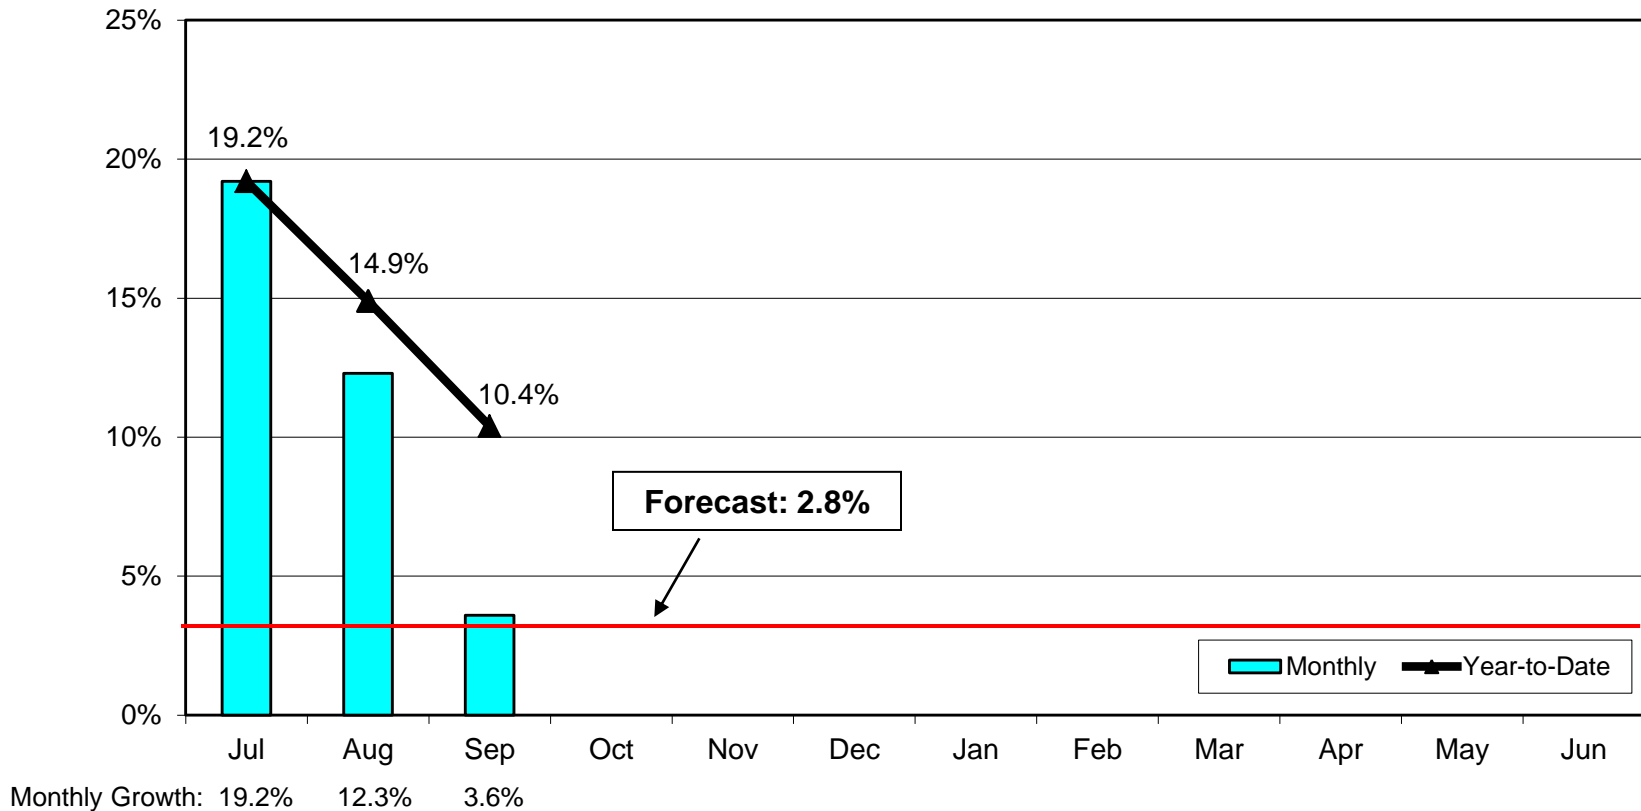 25%
19.2%
20%
14.9%
15%
10.4%
10%
Forecast: 2.8%
5%
Monthly Year-to-Date
0%
Jul Aug Sep Oct Nov Dec Jan Feb Mar Apr May Jun
Monthly Growth: 19.2% 12.3% 3.6%